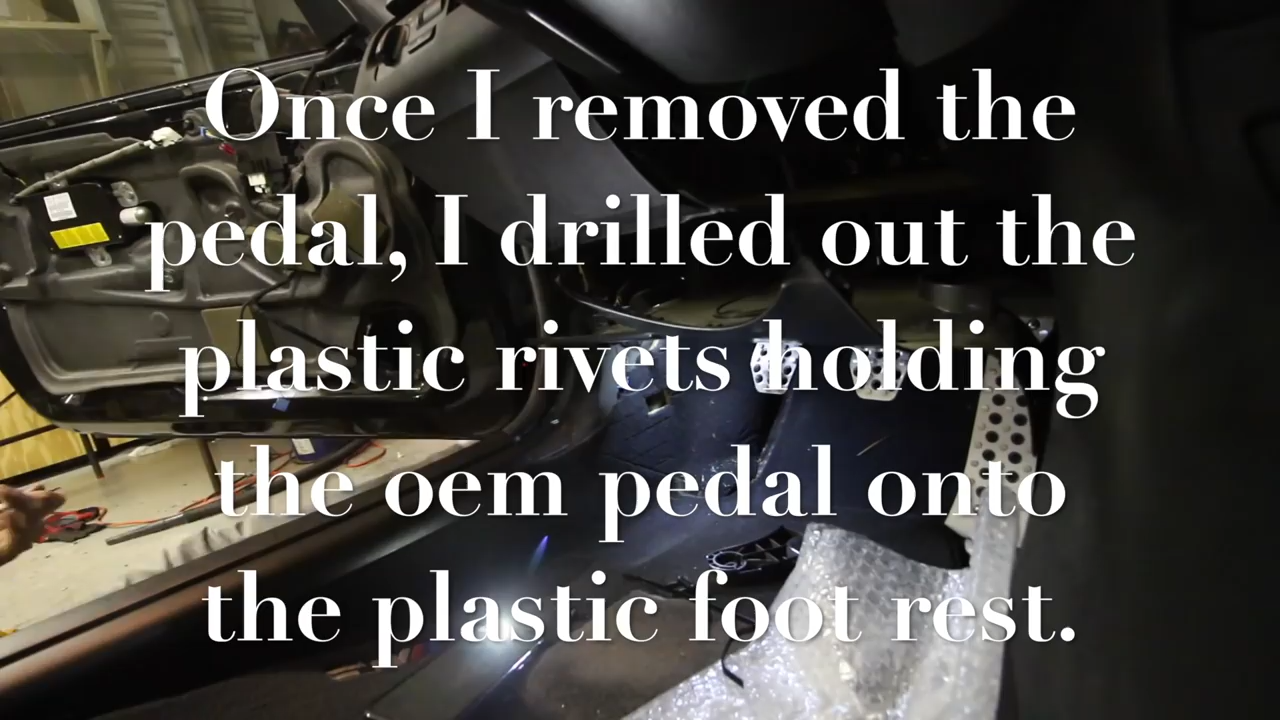 Once I removed the
pedal, I drilled out the
plastic rivets holding
the oem pedal onto
the plastic foot rest.